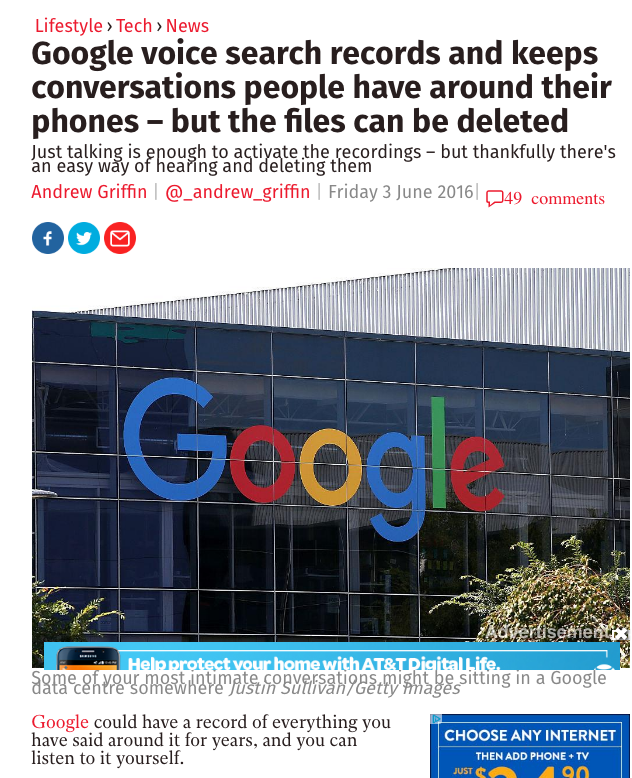 Lifestyle › Tech › News
Google voice search records and keeps
conversations people have around their
phones – but the files can be deleted
Just talking is enough to activate the recordings – but thankfully there's
an easy way of hearing and deleting them
Andrew Griffin | @_andrew_griffin | Friday 3 June 2016| 49 comments
Google
Advertisement
Help protect your home with AT&T Digital Life.
Some of your most intimate conversations might be sitting in a Google
data centre somewhere Justin Sullivan/Getty Images
Google could have a record of everything you
have said around it for years, and you can
listen to it yourself.
CHOOSE ANY INTERNET
THEN ADD PHONE + TV
JUST $
90